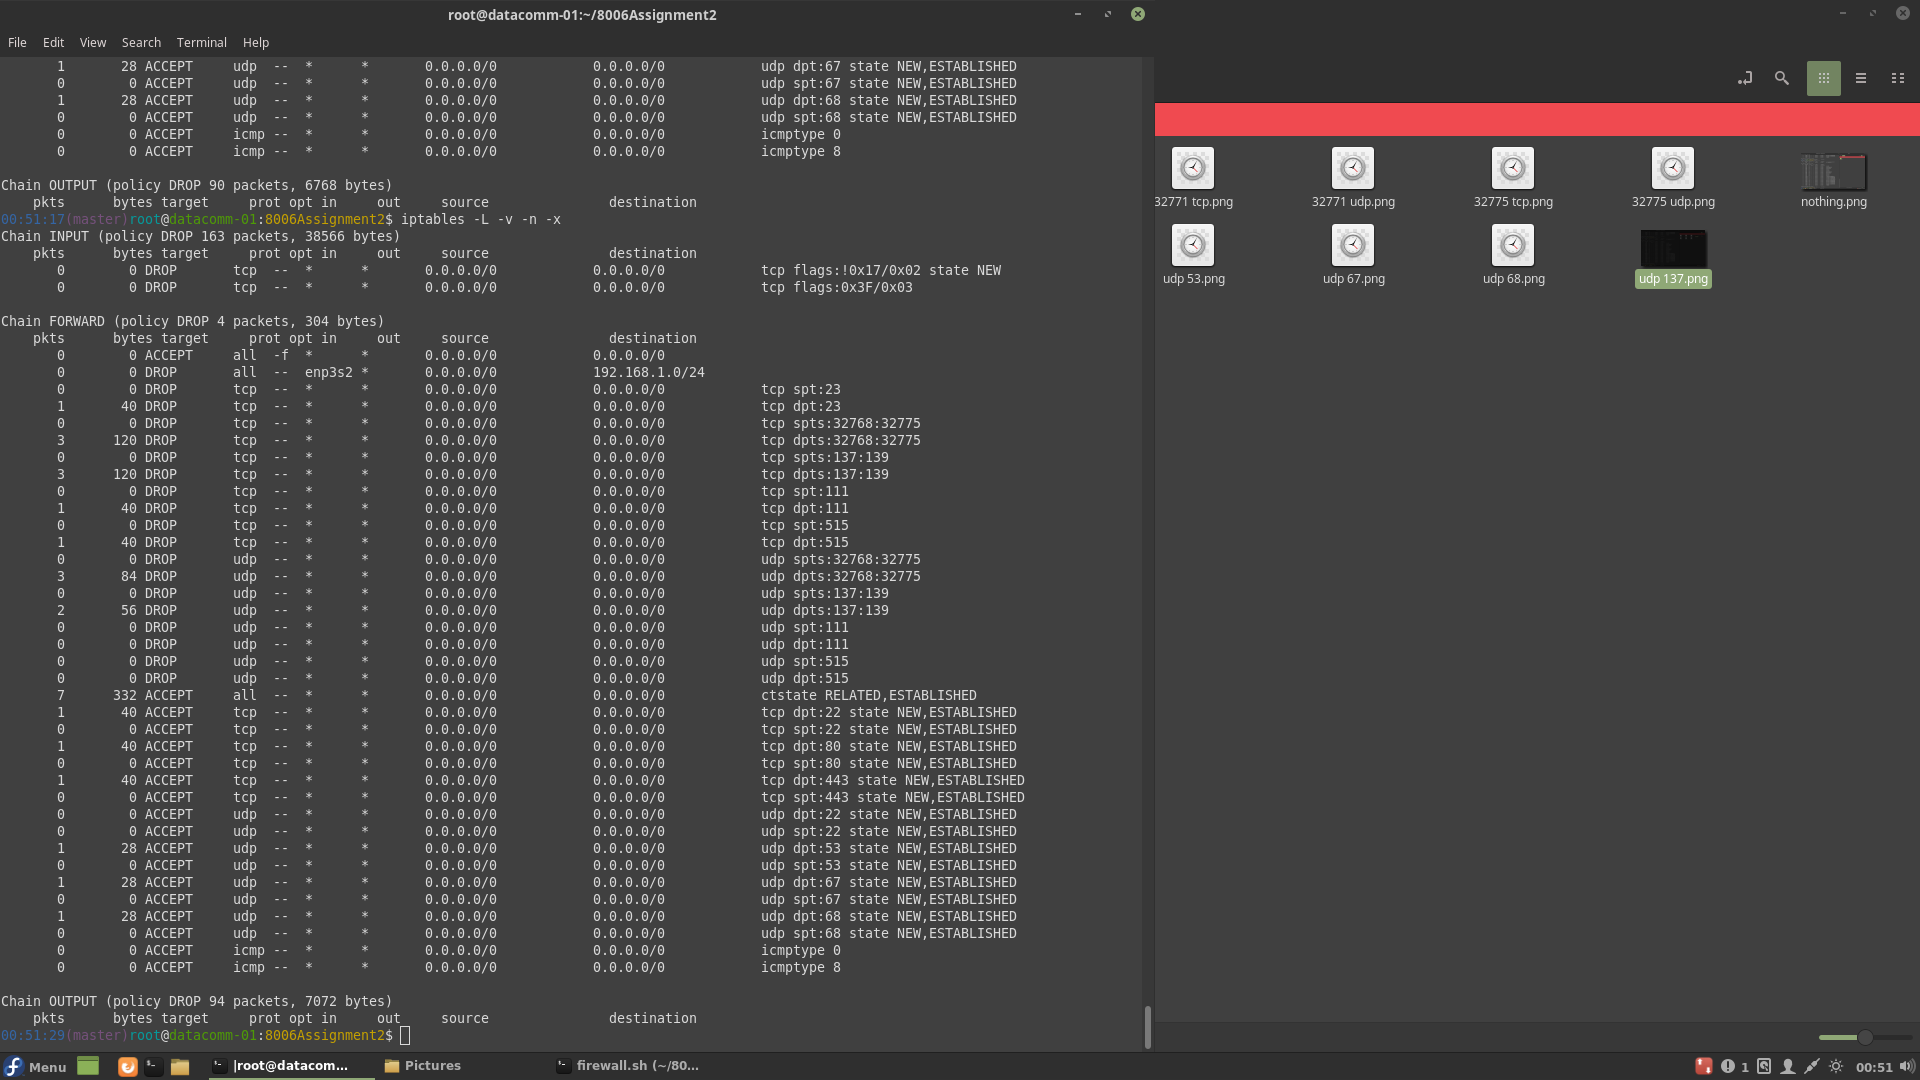 root@datacomm-01:~/8006Assignment2
File Edit View Search Terminal Help
1 28 ACCEPT udp -- * * 0.0.0.0/0 0.0.0.0/0 udp dpt:67 state NEW,ESTABLISHED
0 0 ACCEPT udp -- * * 0.0.0.0/0 0.0.0.0/0 udp spt:67 state NEW,ESTABLISHED
1 28 ACCEPT udp -- * * 0.0.0.0/0 0.0.0.0/0 udp dpt:68 state NEW,ESTABLISHED
0 0 ACCEPT udp -- * * 0.0.0.0/0 0.0.0.0/0 udp spt:68 state NEW,ESTABLISHED
0 0 ACCEPT icmp -- * * 0.0.0.0/0 0.0.0.0/0 icmptype 0
0 0 ACCEPT icmp -- * * 0.0.0.0/0 0.0.0.0/0 icmptype 8
Chain OUTPUT (policy DROP 90 packets, 6768 bytes)
pkts bytes target prot opt in out source destination
00:51:17(master)root@datacomm-01:8006Assignment2$ iptables -L -v -n -x
Chain INPUT (policy DROP 163 packets, 38566 bytes)
pkts bytes target prot opt in out source destination
0 0 DROP tcp -- * * 0.0.0.0/0 0.0.0.0/0 tcp flags:!0x17/0x02 state NEW
0 0 DROP tcp -- * * 0.0.0.0/0 0.0.0.0/0 tcp flags:0x3F/0x03
Chain FORWARD (policy DROP 4 packets, 304 bytes)
pkts bytes target prot opt in out source destination
0 0 ACCEPT all -f * * 0.0.0.0/0 0.0.0.0/0
0 0 DROP all -- enp3s2 * 0.0.0.0/0 192.168.1.0/24
0 0 DROP tcp -- * * 0.0.0.0/0 0.0.0.0/0 tcp spt:23
1 40 DROP tcp -- * * 0.0.0.0/0 0.0.0.0/0 tcp dpt:23
0 0 DROP tcp -- * * 0.0.0.0/0 0.0.0.0/0 tcp spts:32768:32775
3 120 DROP tcp -- * * 0.0.0.0/0 0.0.0.0/0 tcp dpts:32768:32775
0 0 DROP tcp -- * * 0.0.0.0/0 0.0.0.0/0 tcp spts:137:139
3 120 DROP tcp -- * * 0.0.0.0/0 0.0.0.0/0 tcp dpts:137:139
0 0 DROP tcp -- * * 0.0.0.0/0 0.0.0.0/0 tcp spt:111
1 40 DROP tcp -- * * 0.0.0.0/0 0.0.0.0/0 tcp dpt:111
0 0 DROP tcp -- * * 0.0.0.0/0 0.0.0.0/0 tcp spt:515
1 40 DROP tcp -- * * 0.0.0.0/0 0.0.0.0/0 tcp dpt:515
0 0 DROP udp -- * * 0.0.0.0/0 0.0.0.0/0 udp spts:32768:32775
3 84 DROP udp -- * * 0.0.0.0/0 0.0.0.0/0 udp dpts:32768:32775
0 0 DROP udp -- * * 0.0.0.0/0 0.0.0.0/0 udp spts:137:139
2 56 DROP udp -- * * 0.0.0.0/0 0.0.0.0/0 udp dpts:137:139
0 0 DROP udp -- * * 0.0.0.0/0 0.0.0.0/0 udp spt:111
0 0 DROP udp -- * * 0.0.0.0/0 0.0.0.0/0 udp dpt:111
0 0 DROP udp -- * * 0.0.0.0/0 0.0.0.0/0 udp spt:515
0 0 DROP udp -- * * 0.0.0.0/0 0.0.0.0/0 udp dpt:515
7 332 ACCEPT all -- * * 0.0.0.0/0 0.0.0.0/0 ctstate RELATED,ESTABLISHED
1 40 ACCEPT tcp -- * * 0.0.0.0/0 0.0.0.0/0 tcp dpt:22 state NEW,ESTABLISHED
0 0 ACCEPT tcp -- * * 0.0.0.0/0 0.0.0.0/0 tcp spt:22 state NEW,ESTABLISHED
1 40 ACCEPT tcp -- * * 0.0.0.0/0 0.0.0.0/0 tcp dpt:80 state NEW,ESTABLISHED
0 0 ACCEPT tcp -- * * 0.0.0.0/0 0.0.0.0/0 tcp spt:80 state NEW,ESTABLISHED
1 40 ACCEPT tcp -- * * 0.0.0.0/0 0.0.0.0/0 tcp dpt:443 state NEW,ESTABLISHED
0 0 ACCEPT tcp -- * * 0.0.0.0/0 0.0.0.0/0 tcp spt:443 state NEW,ESTABLISHED
0 0 ACCEPT udp -- * * 0.0.0.0/0 0.0.0.0/0 udp dpt:22 state NEW,ESTABLISHED
0 0 ACCEPT udp -- * * 0.0.0.0/0 0.0.0.0/0 udp spt:22 state NEW,ESTABLISHED
1 28 ACCEPT udp -- * * 0.0.0.0/0 0.0.0.0/0 udp dpt:53 state NEW,ESTABLISHED
0 0 ACCEPT udp -- * * 0.0.0.0/0 0.0.0.0/0 udp spt:53 state NEW,ESTABLISHED
1 28 ACCEPT udp -- * * 0.0.0.0/0 0.0.0.0/0 udp dpt:67 state NEW,ESTABLISHED
0 0 ACCEPT udp -- * * 0.0.0.0/0 0.0.0.0/0 udp spt:67 state NEW,ESTABLISHED
1 28 ACCEPT udp -- * * 0.0.0.0/0 0.0.0.0/0 udp dpt:68 state NEW,ESTABLISHED
0 0 ACCEPT udp -- * * 0.0.0.0/0 0.0.0.0/0 udp spt:68 state NEW,ESTABLISHED
0 0 ACCEPT icmp -- * * 0.0.0.0/0 0.0.0.0/0 icmptype 0
0 0 ACCEPT icmp -- * * 0.0.0.0/0 0.0.0.0/0 icmptype 8
Chain OUTPUT (policy DROP 94 packets, 7072 bytes)
pkts bytes target prot opt in out source destination
00:51:29(master)root@datacomm-01:8006Assignment2$
32771 tcp.png 32771 udp.png 32775 tcp.png 32775 udp.png nothing.png
udp 53.png udp 67.png udp 68.png udp 137.png
Menu |root@datacom... Pictures firewall.sh (~/80... 1 00:51